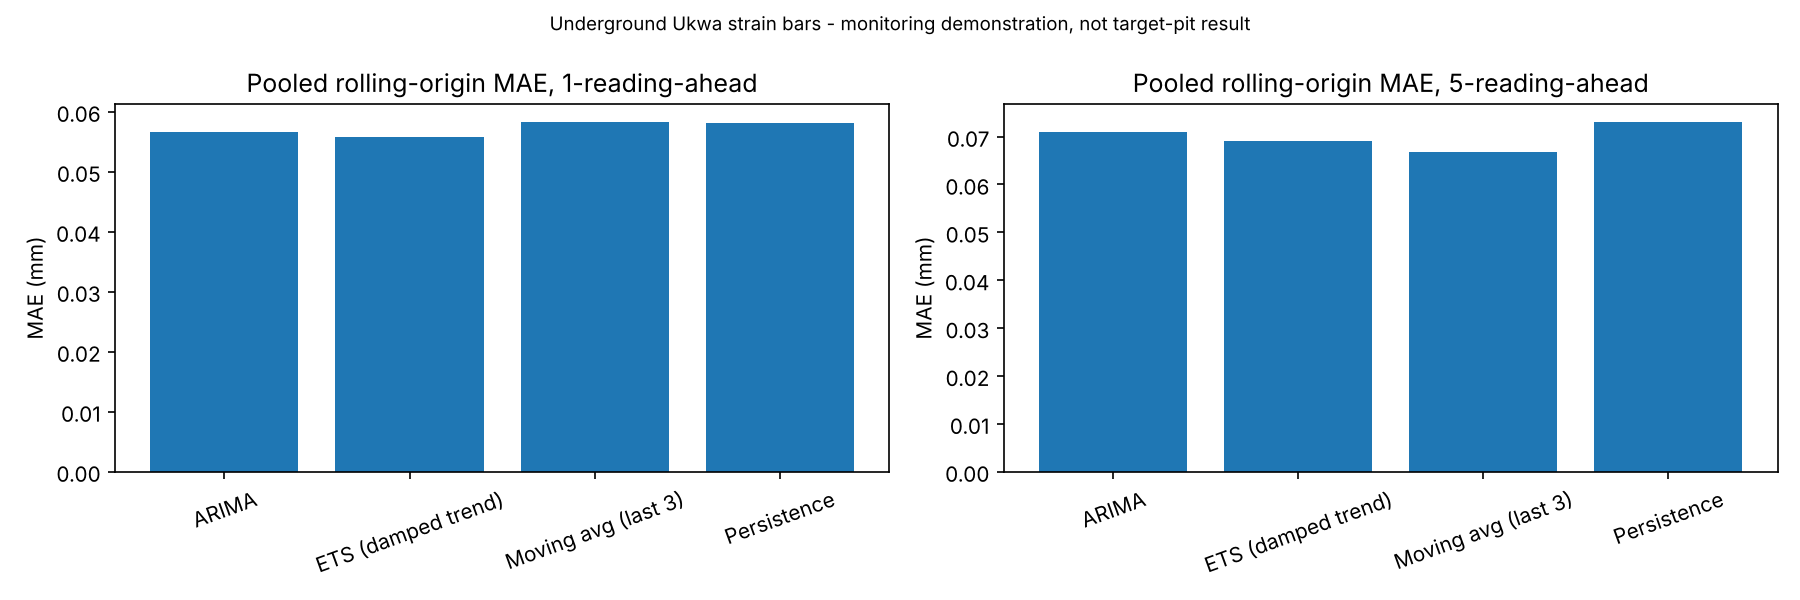 Underground Ukwa strain bars - monitoring demonstration, not target-pit result
Pooled rolling-origin MAE, 1-reading-ahead
MAE (mm)
0.06
0.05
0.04
0.03
0.02
0.01
0.00
ARIMA
ETS (damped trend)
Moving avg (last 3)
Persistence
Pooled rolling-origin MAE, 5-reading-ahead
MAE (mm)
0.07
0.06
0.05
0.04
0.03
0.02
0.01
0.00
ARIMA
ETS (damped trend)
Moving avg (last 3)
Persistence